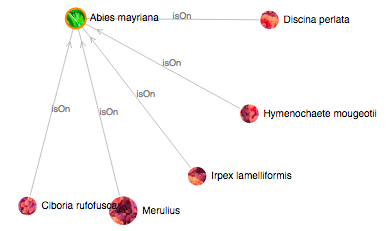 Abies mayriana
isOn
Discina perlata
isOn
Hymenochaete mougeotii
isOn
isOn
isOn
Irpex lamelliformis
Ciboria rufofusca
Merulius